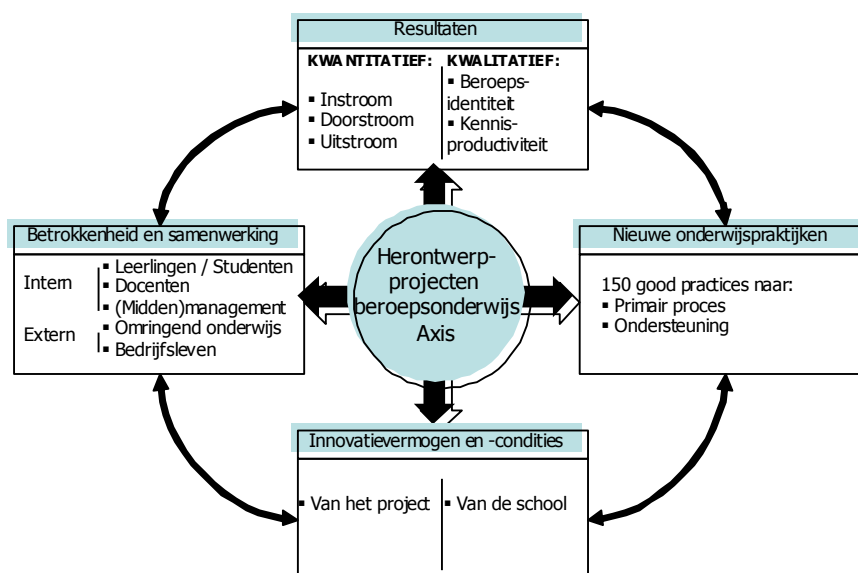 Resultaten
KWANTITATIEF:
▪ Instroom
▪ Doorstroom
▪ Uitstroom
KWALITATIEF:
▪ Beroeps-
identiteit
▪ Kennis-
productiviteit
Betrokkenheid en samenwerking
Intern
▪ Leerlingen / Studenten
▪ Docenten
▪ (Midden)management
Extern
▪ Omringend onderwijs
▪ Bedrijfsleven
Herontwerp-
projecten
beroepsonderwijs
Axis
Nieuwe onderwijspraktijken
150 good practices naar:
▪ Primair proces
▪ Ondersteuning
Innovatievermogen en -condities
▪ Van het project
▪ Van de school